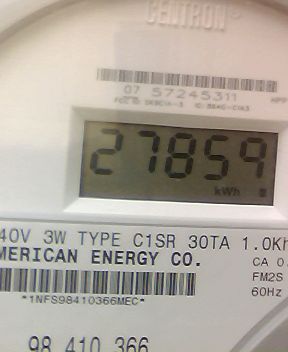 CENTRON®
07 57245311
27859
kWh
40V 3W TYPE C1SR 30TA 1.0Kh
MERICAN ENERGY CO.
CA 0.
FM2S
60Hz
*1NFS98410366MEC*
98 410 366